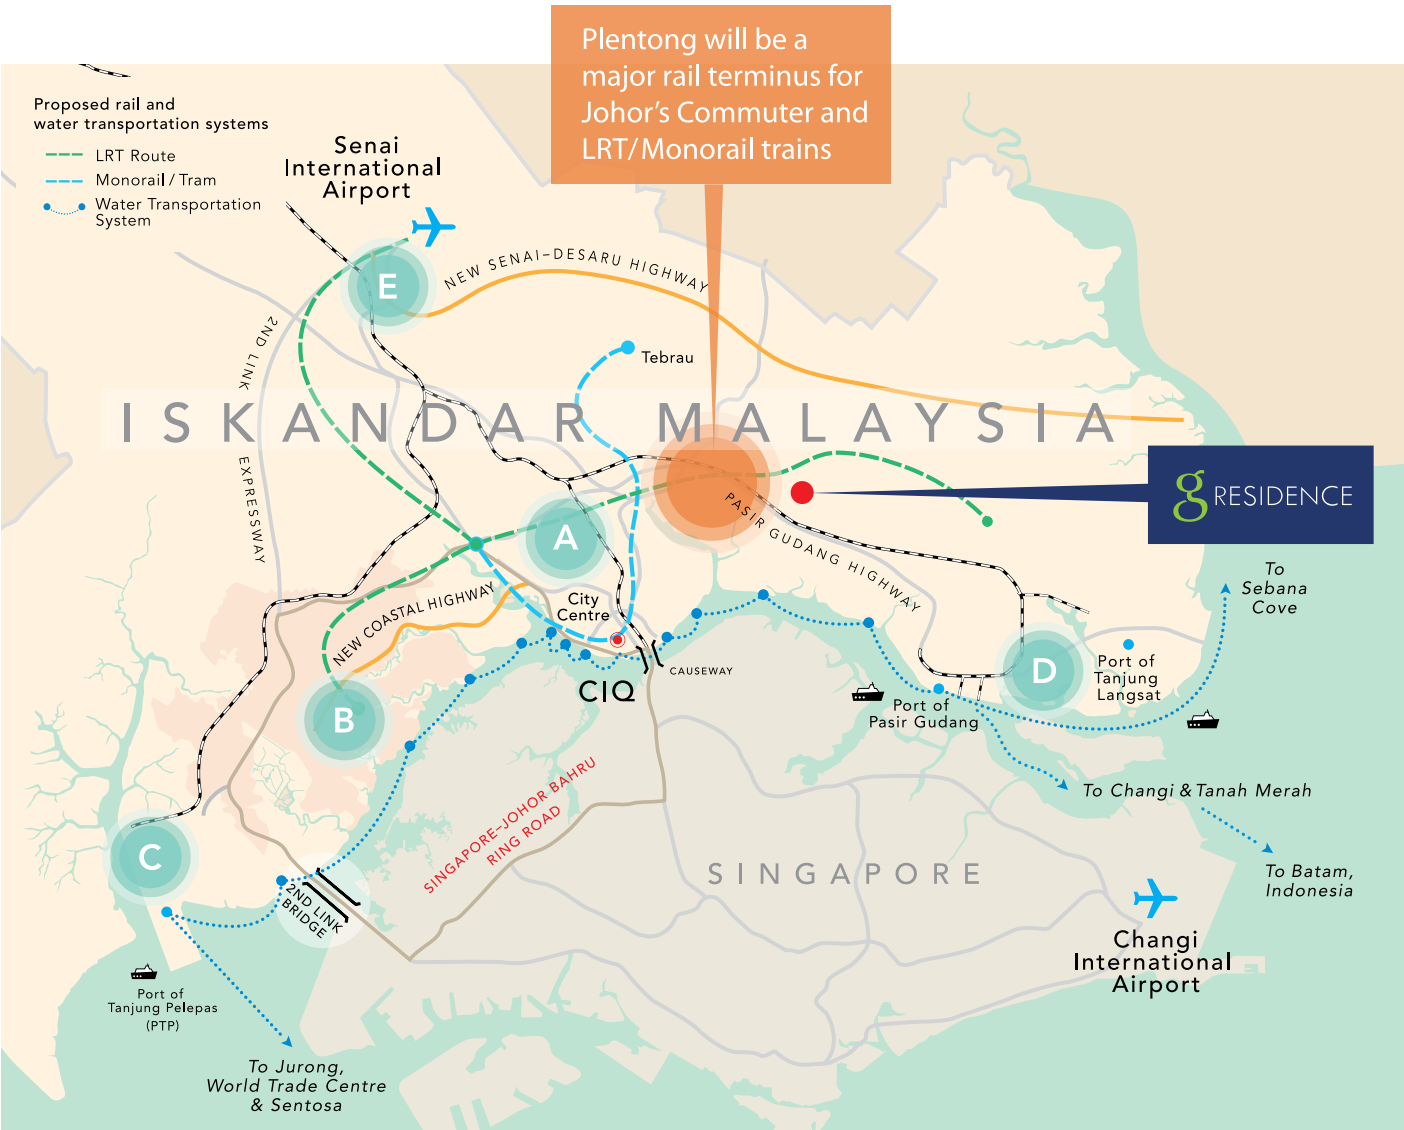 Plentong will be a
major rail terminus for
Johor's Commuter and
LRT/Monorail trains
Proposed rail and
water transportation systems
LRT Route
Monorail / Tram
Water Transportation
System
Senai
International
Airport
E
NEW SENAI–DESARU HIGHWAY
2ND LINK
EXPRESSWAY
Tebrau
ISKANDAR MALAYSIA
g RESIDENCE
PASIR GUDANG HIGHWAY
A
NEW COASTAL HIGHWAY
City
Centre
To
Sebana
Cove
CAUSEWAY
CIQ
D
Port of
Tanjung
Langsat
B
Port of
Pasir Gudang
SINGAPORE–JOHOR BAHRU
RING ROAD
To Changi & Tanah Merah
C
SINGAPORE
To Batam,
Indonesia
2ND LINK
BRIDGE
Changi
International
Airport
Port of
Tanjung Pelepas
(PTP)
To Jurong,
World Trade Centre
& Sentosa